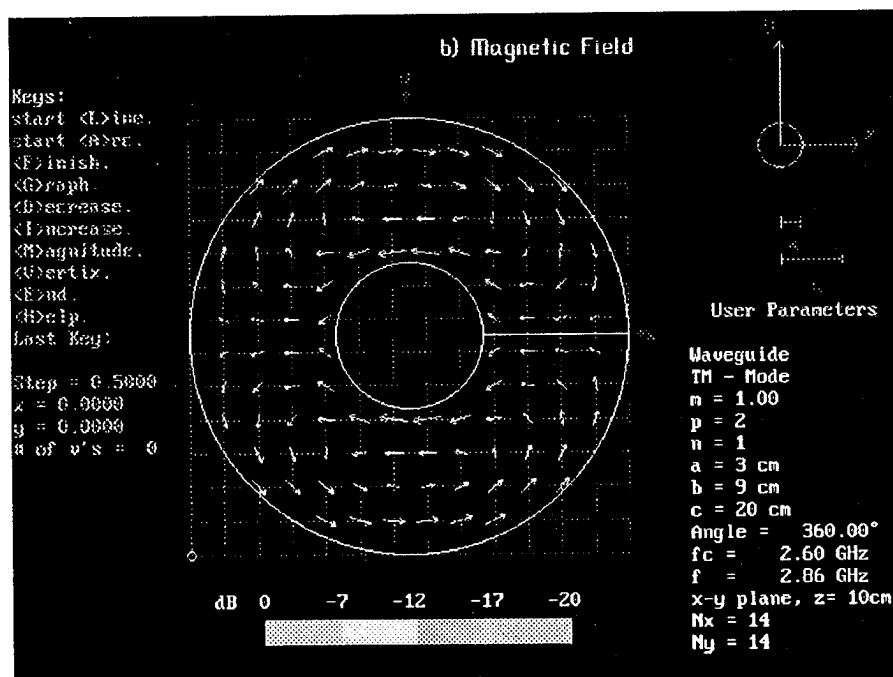 b) Magnetic Field
Keys:
start <L>ine.
start <A>rc.
<F>inish.
<G>raph.
<D>ecrease.
<I>ncrease.
<M>agnitude.
<V>ertix.
<E>nd.
<H>elp.
Last Key:
Step = 0.5000
x = 0.0000
y = 0.0000
# of v's = 0
User Parameters
Waveguide
TM - Mode
m = 1.00
p = 2
n = 1
a = 3 cm
b = 9 cm
c = 20 cm
Angle = 360.00°
fc = 2.60 GHz
f = 2.86 GHz
x-y plane, z= 10cm
Nx = 14
Ny = 14
dB 0 -7 -12 -17 -20